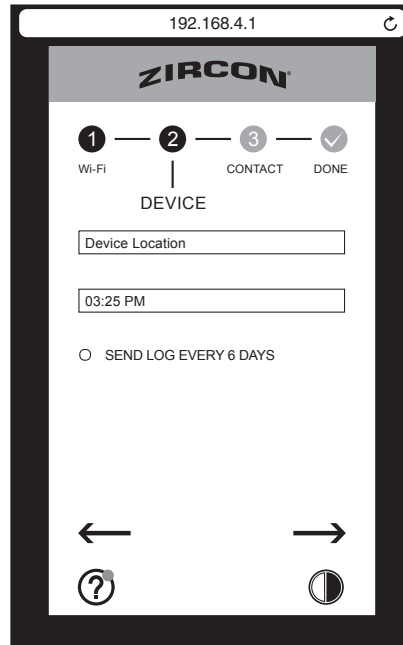 192.168.4.1
ZIRCON
1 2 3
Wi-Fi CONTACT DONE
DEVICE
Device Location
03:25 PM
SEND LOG EVERY 6 DAYS
?